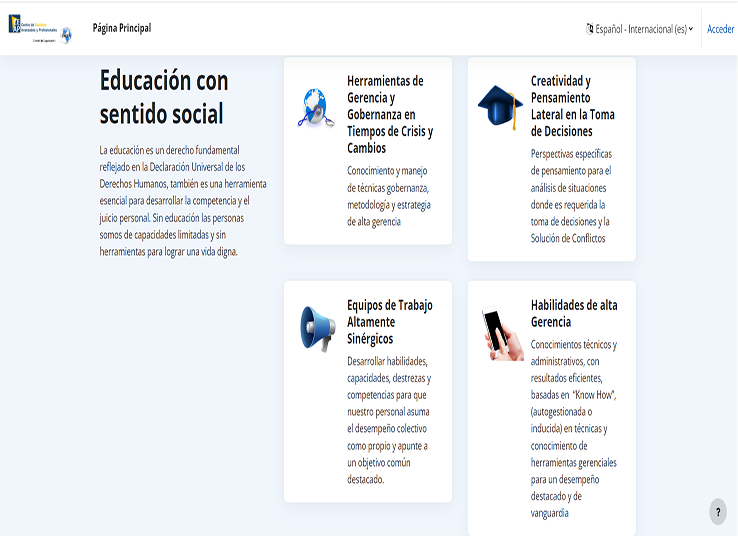 Centro de Estudios
Avanzados y Profesionales
Página Principal
Español - Internacional (es)
Acceder
Educación con
sentido social
La educación es un derecho fundamental
reflejado en la Declaración Universal de los
Derechos Humanos, también es una herramienta
esencial para desarrollar la competencia y el
juicio personal. Sin educación las personas
somos de capacidades limitadas y sin
herramientas para lograr una vida digna.
Herramientas de
Gerencia y
Gobernanza en
Tiempos de Crisis y
Cambios
Conocimiento y manejo
de técnicas gobernanza,
metodología y estrategia
de alta gerencia
Creatividad y
Pensamiento
Lateral en la Toma
de Decisiones
Perspectivas específicas
de pensamiento para el
análisis de situaciones
donde es requerida la
toma de decisiones y la
Solución de Conflictos
Equipos de Trabajo
Altamente
Sinérgicos
Desarrollar habilidades,
capacidades, destrezas y
competencias para que
nuestro personal asuma
el desempeño colectivo
como propio y apunte a
un objetivo común
destacado.
Habilidades de alta
Gerencia
Conocimientos técnicos y
administrativos, con
resultados eficientes,
basadas en “Know How”,
(autogestionada o
inducida) en técnicas y
conocimiento de
herramientas gerenciales
para un desempeño
destacado y de
vanguardia
?